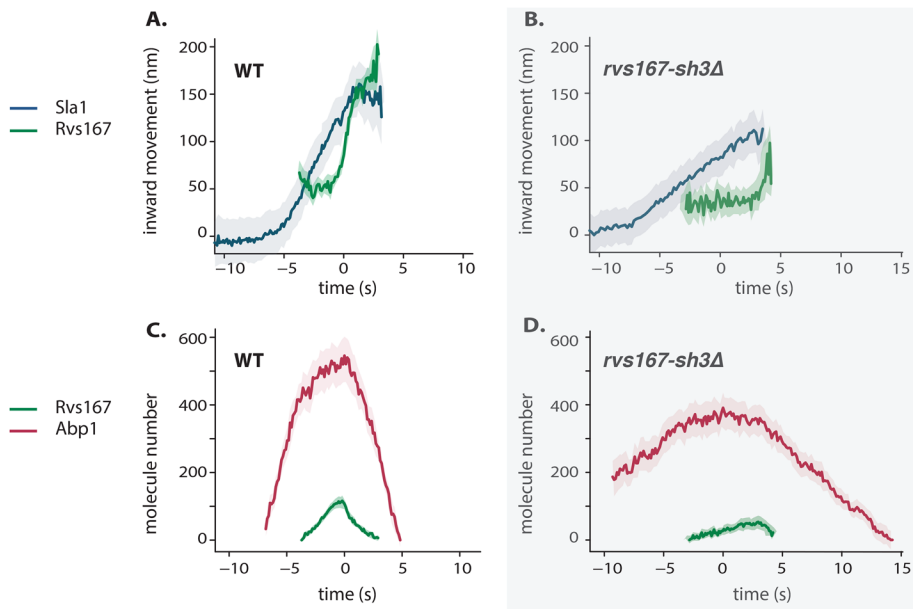 A.
WT
inward movement (nm)
200
150
100
50
0
−10 −5 0 5 10
time (s)
Sla1
Rvs167
B.
rvs167-sh3Δ
inward movement (nm)
200
150
100
50
0
−10 −5 0 5 10 15
time (s)
C.
WT
molecule number
600
400
200
0
−10 −5 0 5 10
time (s)
Rvs167
Abp1
D.
rvs167-sh3Δ
molecule number
600
400
200
0
−10 −5 0 5 10 15
time (s)